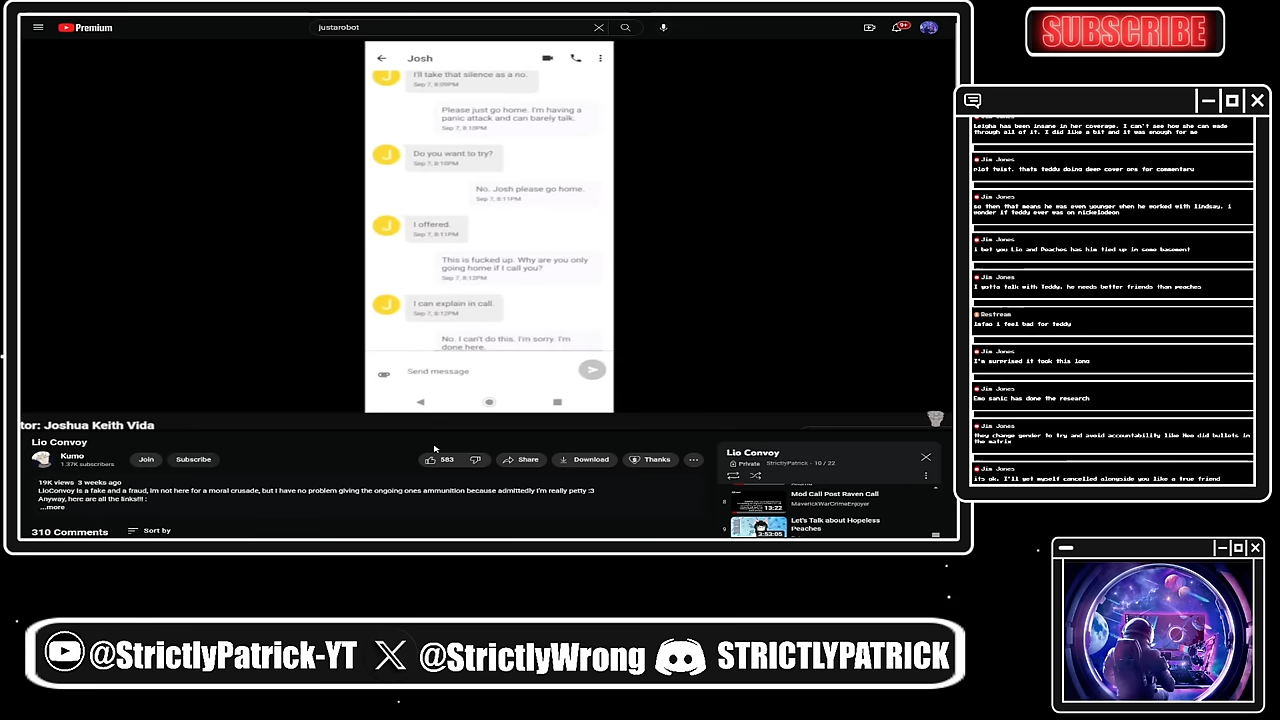 Premium
justarobot
9+
SUBSCRIBE
Josh
I'll take that silence as a no.
Sep 7, 8:09PM
Please just go home. I'm having a
panic attack and can barely talk.
Sep 7, 8:10PM
Do you want to try?
Sep 7, 8:10PM
No. Josh please go home.
Sep 7, 8:11PM
I offered.
Sep 7, 8:11PM
This is fucked up. Why are you only
going home if I call you?
Sep 7, 8:12PM
I can explain in call.
Sep 7, 8:12PM
No. I can't do this. I'm sorry. I'm
done here.
Send message
tor: Joshua Keith Vida
Lio Convoy
Kumo
1.37K subscribers
Join
Subscribe
583
Share
Download
Thanks
19K views 3 weeks ago
LioConvoy is a fake and a fraud, im not here for a moral crusade, but I have no problem giving the ongoing ones ammunition because admittedly I'm really petty :3
Anyway, here are all the links!!! :
...more
310 Comments
Sort by
Lio Convoy
Private StrictlyPatrick - 10 / 22
8
13:22
Mod Call Post Raven Call
MaverickWarCrimeEnjoyer
9
3:53:05
Let's Talk about Hopeless
Peaches
Leigha has been insane in her coverage. I can't see how she can wade
through all of it. I did like a bit and it was enough for me
Jim Jones
plot twist. thats teddy doing deep cover ops for commentary
Jim Jones
so then that means he was even younger when he worked with lindsay. i
wonder if teddy ever was on nickelodeon
Jim Jones
i bet you Lio and Peaches has him tied up in some basement
Jim Jones
I gotta talk with Teddy. he needs better friends than peaches
Restream
lmfao i feel bad for teddy
Jim Jones
I'm surprised it took this long
Jim Jones
Emo sanic has done the research
Jim Jones
they change gender to try and avoid accountability like Neo did bullets in
the matrix
Jim Jones
its ok. I'll get myself cancelled alongside you like a true friend
@StrictlyPatrick-YT
@StrictlyWrong
STRICTLYPATRICK